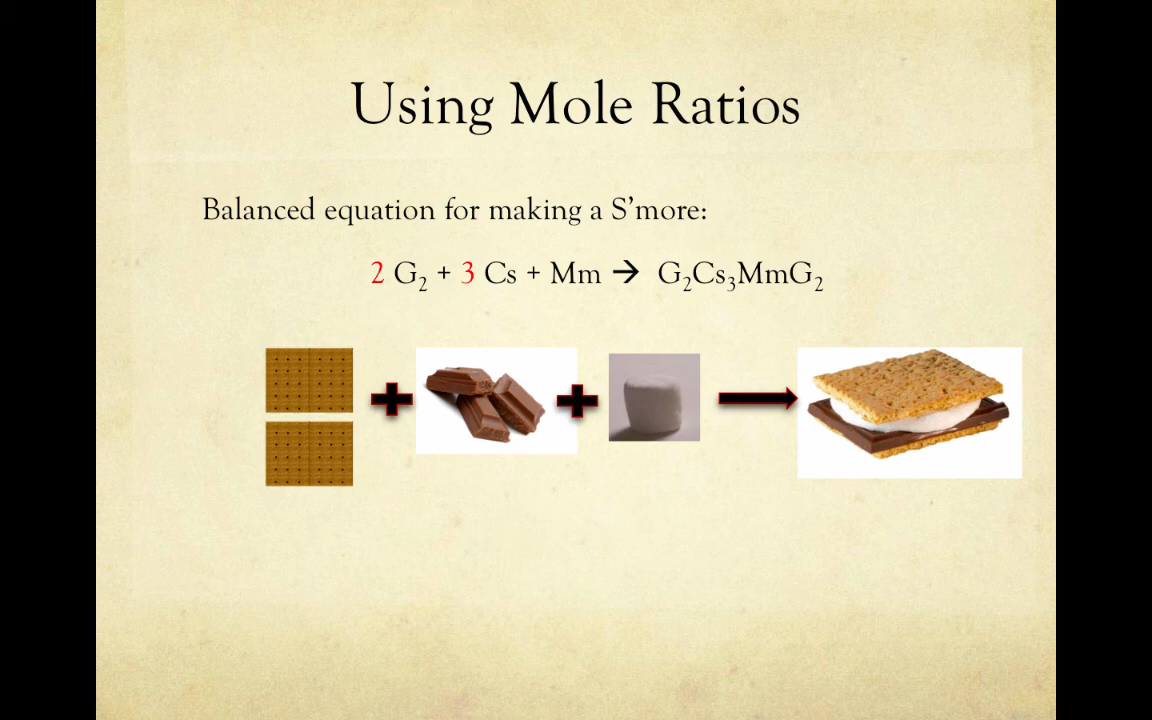 Using Mole Ratios
Balanced equation for making a S’more:
2 G₂ + 3 Cs + Mm → G₂Cs₃MmG₂